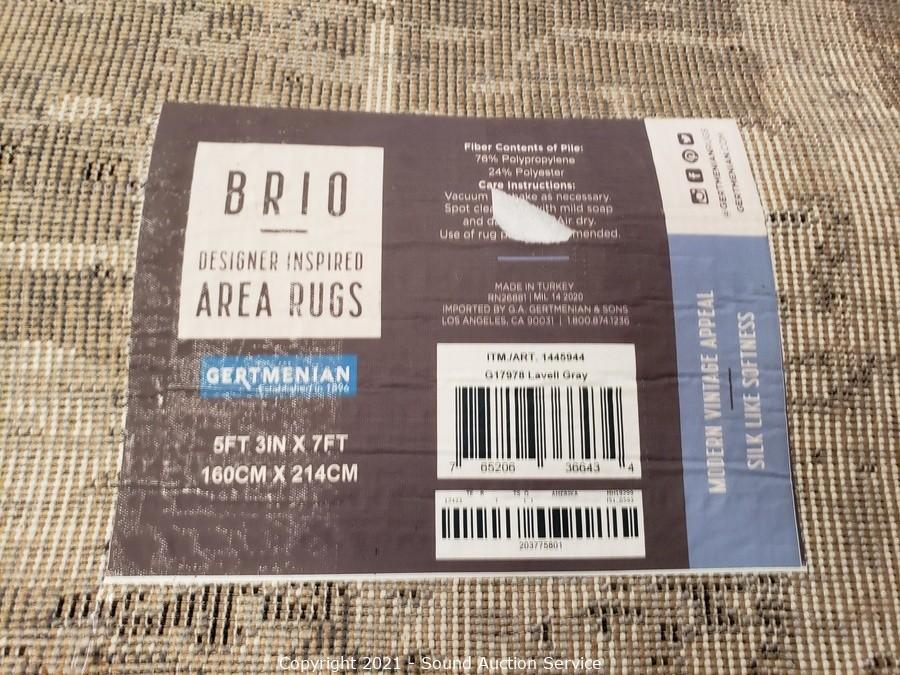 BRIO
DESIGNER INSPIRED
AREA RUGS
GERTMENIAN
Established in 1896
5FT 3IN X 7FT
160CM X 214CM
Fiber Contents of Pile:
76% Polypropylene
24% Polyester
Care Instructions:
Vacuum as necessary.
Spot with mild soap
and Air dry.
Use of rug
MADE IN TURKEY
RN26881 | MIL 14 2020
IMPORTED BY G.A. GERTMENIAN & SONS
LOS ANGELES, CA 90031 | 1.800.874.1236
ITM./ART. 1445944
G17978 Lavell Gray
7 65206 36643 4
AMERIKA
203775801
@GERTMENIANRUGS
GERTMENIAN.COM
MODERN VINTAGE APPEAL
SILK LIKE SOFTNESS
Copyright 2021 - Sound Auction Service